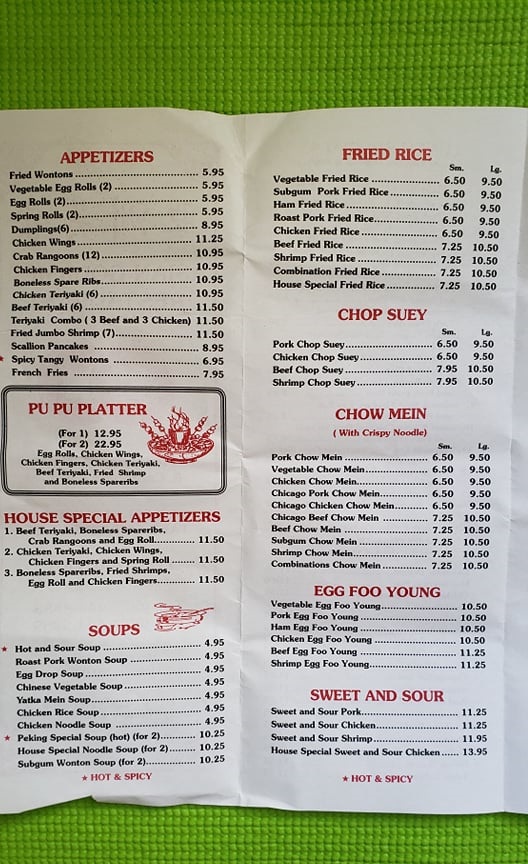 APPETIZERS
Fried Wontons 5.95
Vegetable Egg Rolls (2) 5.95
Egg Rolls (2) 5.95
Spring Rolls (2) 5.95
Dumplings(6) 8.95
Chicken Wings 11.25
Crab Rangoons (12) 10.95
Chicken Fingers 10.95
Boneless Spare Ribs 10.95
Chicken Teriyaki (6) 10.95
Beef Teriyaki (6) 11.50
Teriyaki Combo ( 3 Beef and 3 Chicken) 11.50
Fried Jumbo Shrimp (7) 11.50
Scallion Pancakes 8.95
★ Spicy Tangy Wontons 6.95
French Fries 7.95
PU PU PLATTER
(For 1) 12.95
(For 2) 22.95
Egg Rolls, Chicken Wings,
Chicken Fingers, Chicken Teriyaki,
Beef Teriyaki, Fried Shrimp
and Boneless Spareribs
HOUSE SPECIAL APPETIZERS
1. Beef Teriyaki, Boneless Spareribs,
Crab Rangoons and Egg Roll 11.50
2. Chicken Teriyaki, Chicken Wings,
Chicken Fingers and Spring Roll 11.50
3. Boneless Spareribs, Fried Shrimps,
Egg Roll and Chicken Fingers 11.50
SOUPS
★ Hot and Sour Soup 4.95
Roast Pork Wonton Soup 4.95
Egg Drop Soup 4.95
Chinese Vegetable Soup 4.95
Yatka Mein Soup 4.95
Chicken Rice Soup 4.95
Chicken Noodle Soup 4.95
★ Peking Special Soup (hot) (for 2) 10.25
House Special Noodle Soup (for 2) 10.25
Subgum Wonton Soup (for 2) 10.25
★ HOT & SPICY
FRIED RICE
Sm. Lg.
Vegetable Fried Rice 6.50 9.50
Subgum Pork Fried Rice 6.50 9.50
Ham Fried Rice 6.50 9.50
Roast Pork Fried Rice 6.50 9.50
Chicken Fried Rice 6.50 9.50
Beef Fried Rice 7.25 10.50
Shrimp Fried Rice 7.25 10.50
Combination Fried Rice 7.25 10.50
House Special Fried Rice 7.25 10.50
CHOP SUEY
Sm. Lg.
Pork Chop Suey 6.50 9.50
Chicken Chop Suey 6.50 9.50
Beef Chop Suey 7.95 10.50
Shrimp Chop Suey 7.95 10.50
CHOW MEIN
( With Crispy Noodle)
Sm. Lg.
Pork Chow Mein 6.50 9.50
Vegetable Chow Mein 6.50 9.50
Chicken Chow Mein 6.50 9.50
Chicago Pork Chow Mein 6.50 9.50
Chicago Chicken Chow Mein 6.50 9.50
Chicago Beef Chow Mein 7.25 10.50
Beef Chow Mein 7.25 10.50
Subgum Chow Mein 7.25 10.50
Shrimp Chow Mein 7.25 10.50
Combinations Chow Mein 7.25 10.50
EGG FOO YOUNG
Vegetable Egg Foo Young 10.50
Pork Egg Foo Young 10.50
Ham Egg Foo Young 10.50
Chicken Egg Foo Young 10.50
Beef Egg Foo Young 11.25
Shrimp Egg Foo Young 11.25
SWEET AND SOUR
Sweet and Sour Pork 11.25
Sweet and Sour Chicken 11.25
Sweet and Sour Shrimp 11.95
House Special Sweet and Sour Chicken 13.95
★ HOT & SPICY